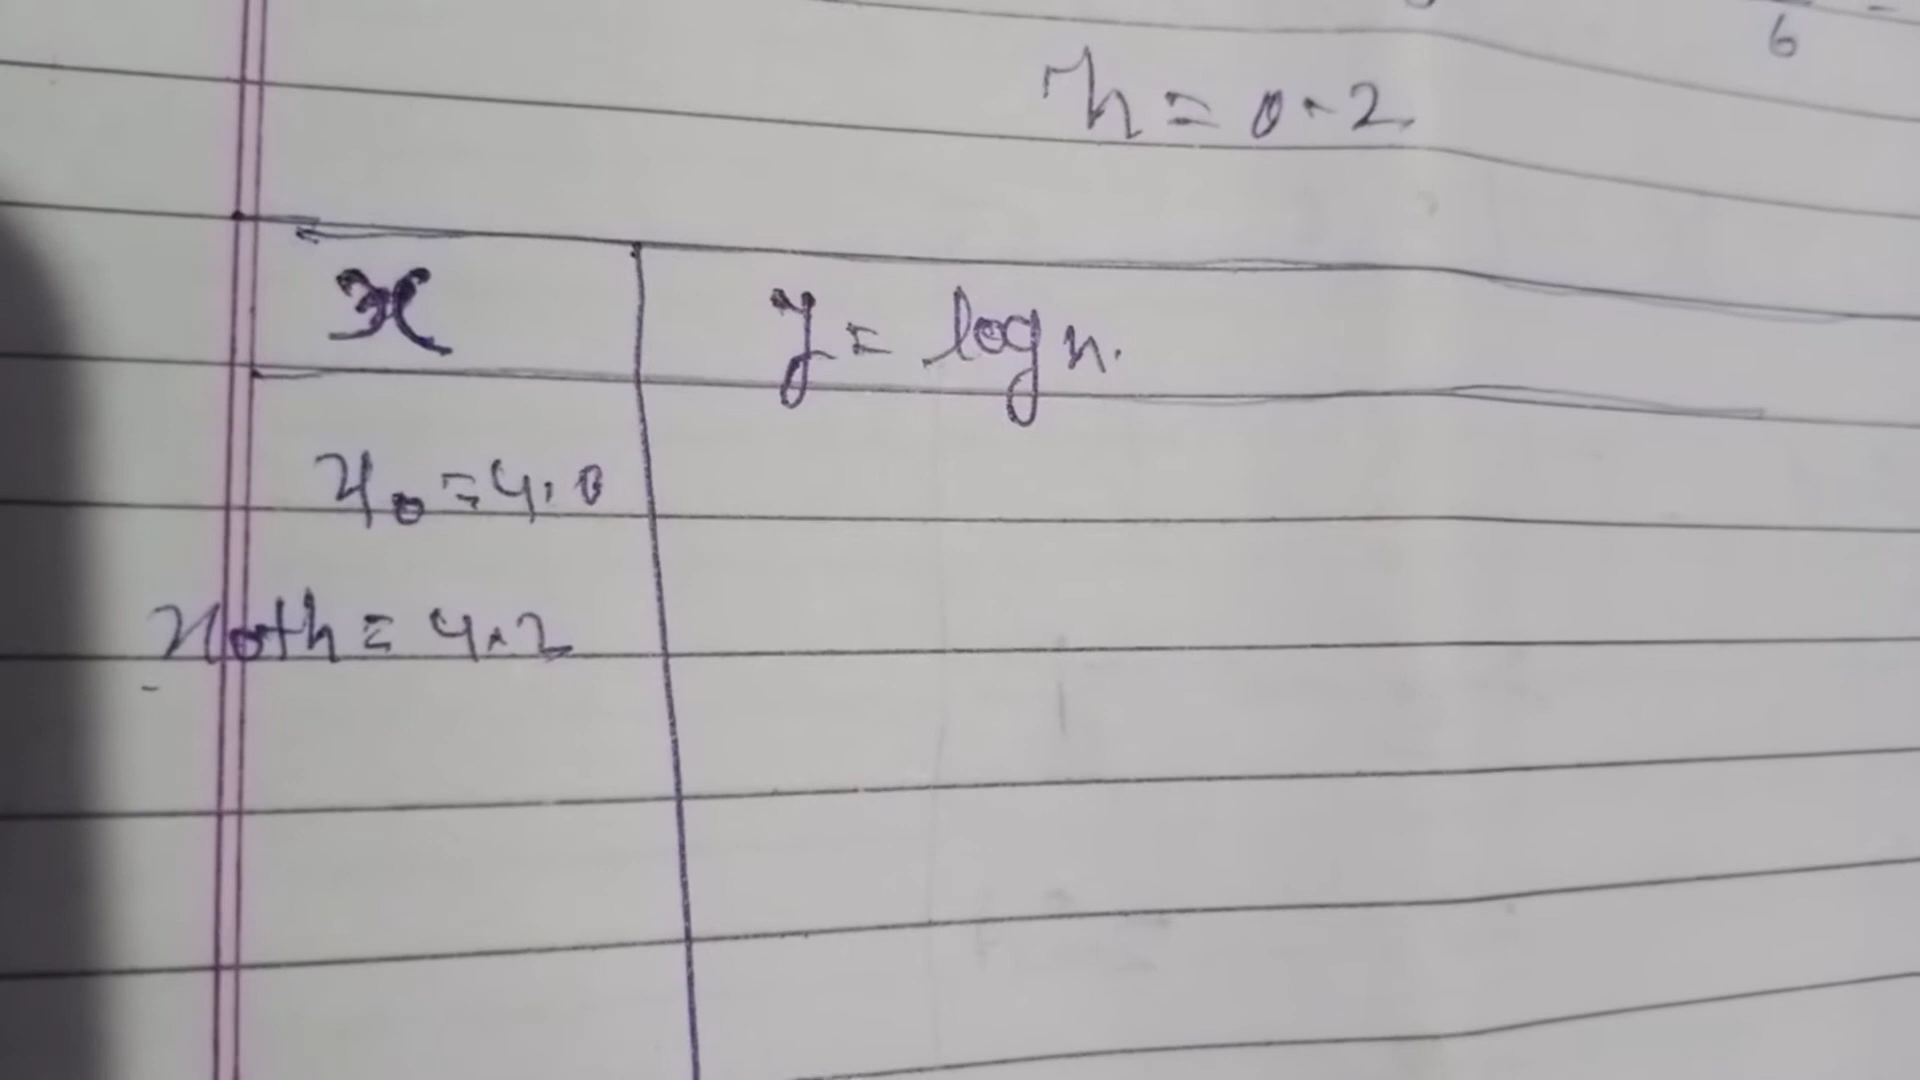 6
h = 0.2
x y = log x.
x0 = 4.0
x0+h = 4.2